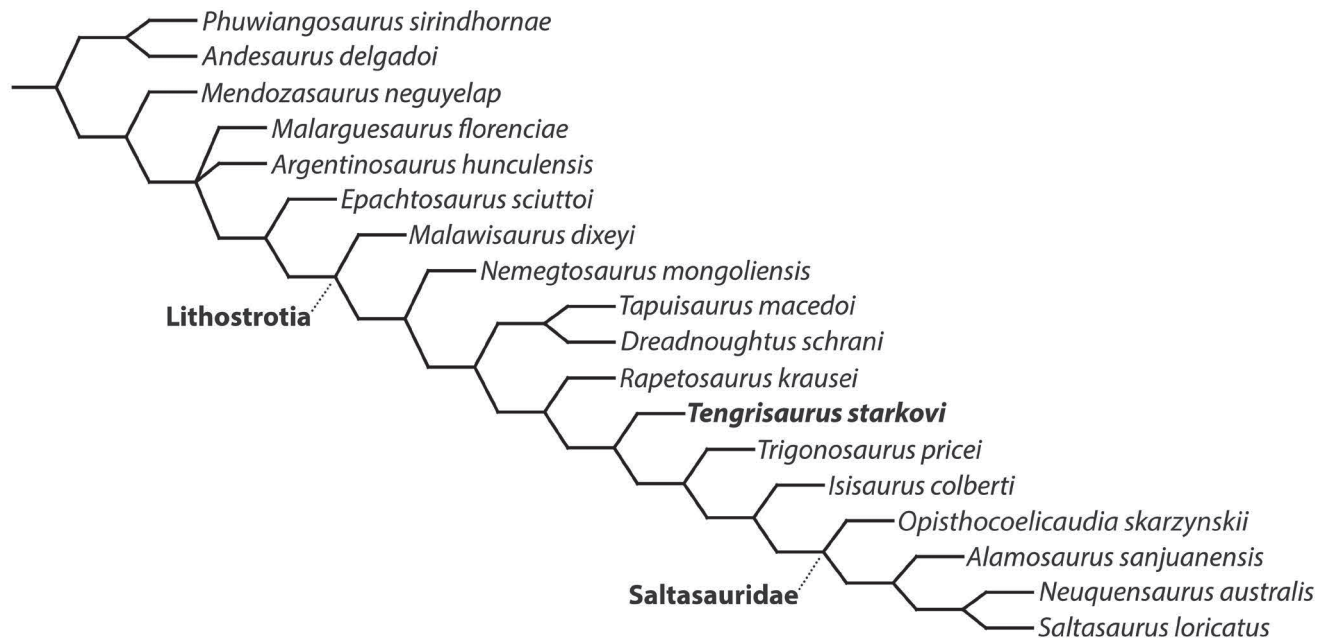 Phuwiangosaurus sirindhornae
Andesaurus delgadoi
Mendozasaurus neguyelap
Malarguesaurus florenciae
Argentinosaurus hunculensis
Epachtosaurus sciuttoi
Malawisaurus dixeyi
Nemegtosaurus mongoliensis
Tapuisaurus macedoi
Lithostrotia
Dreadnoughtus schrani
Rapetosaurus krausei
Tengrisaurus starkovi
Trigonosaurus pricei
Isisaurus colberti
Opisthocoelicaudia skarzynskii
Alamosaurus sanjuanensis
Saltasauridae
Neuquensaurus australis
Saltasaurus loricatus